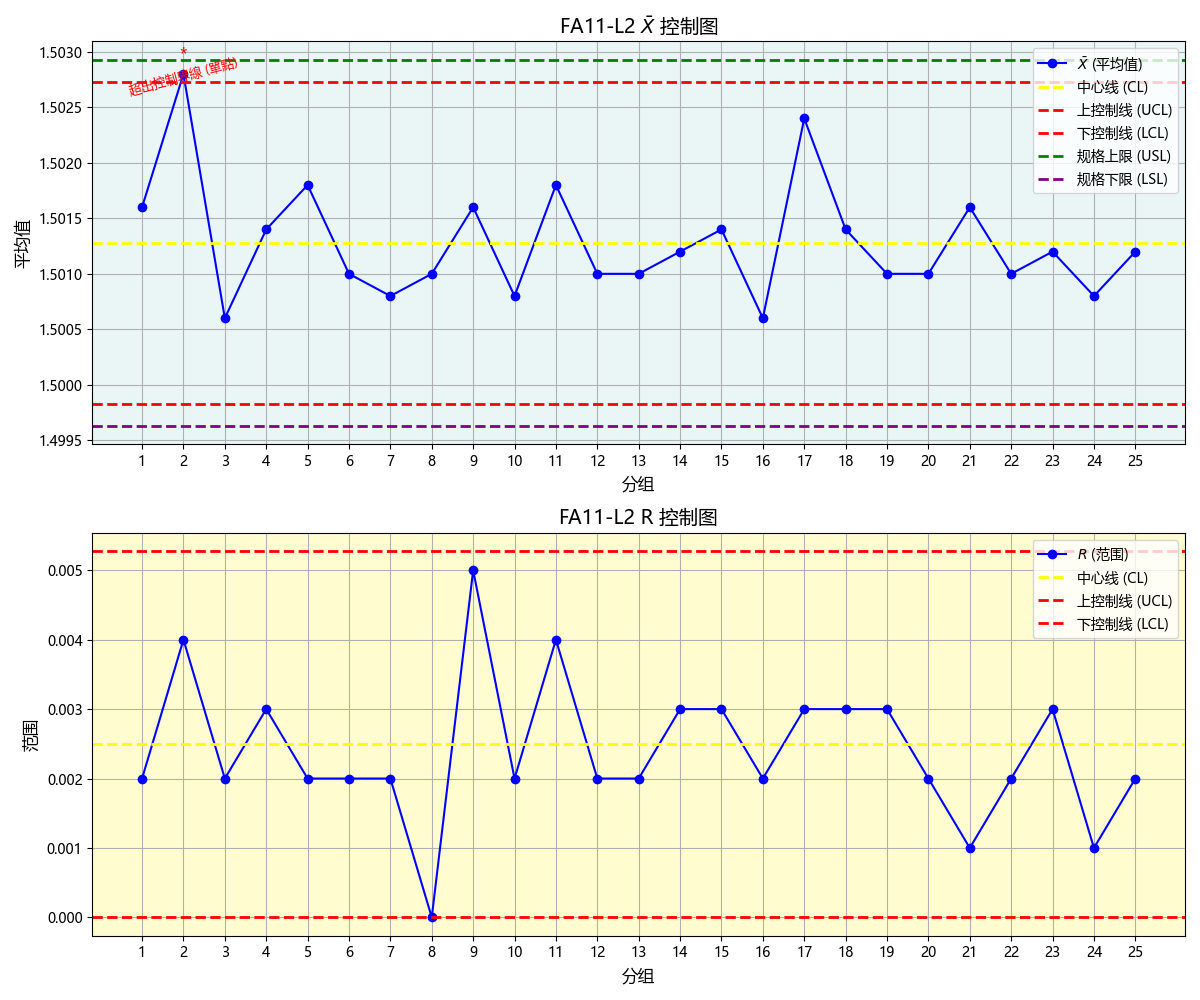 FA11-L2 X̄ 控制图
1.5030
1.5025
1.5020
1.5015
1.5010
1.5005
1.5000
1.4995
平均值
*
超出控制界線 (單點)
X̄ (平均值)
中心线 (CL)
上控制线 (UCL)
下控制线 (LCL)
规格上限 (USL)
规格下限 (LSL)
1 2 3 4 5 6 7 8 9 10 11 12 13 14 15 16 17 18 19 20 21 22 23 24 25
分组
FA11-L2 R 控制图
0.005
0.004
0.003
0.002
0.001
0.000
范围
R (范围)
中心线 (CL)
上控制线 (UCL)
下控制线 (LCL)
1 2 3 4 5 6 7 8 9 10 11 12 13 14 15 16 17 18 19 20 21 22 23 24 25
分组